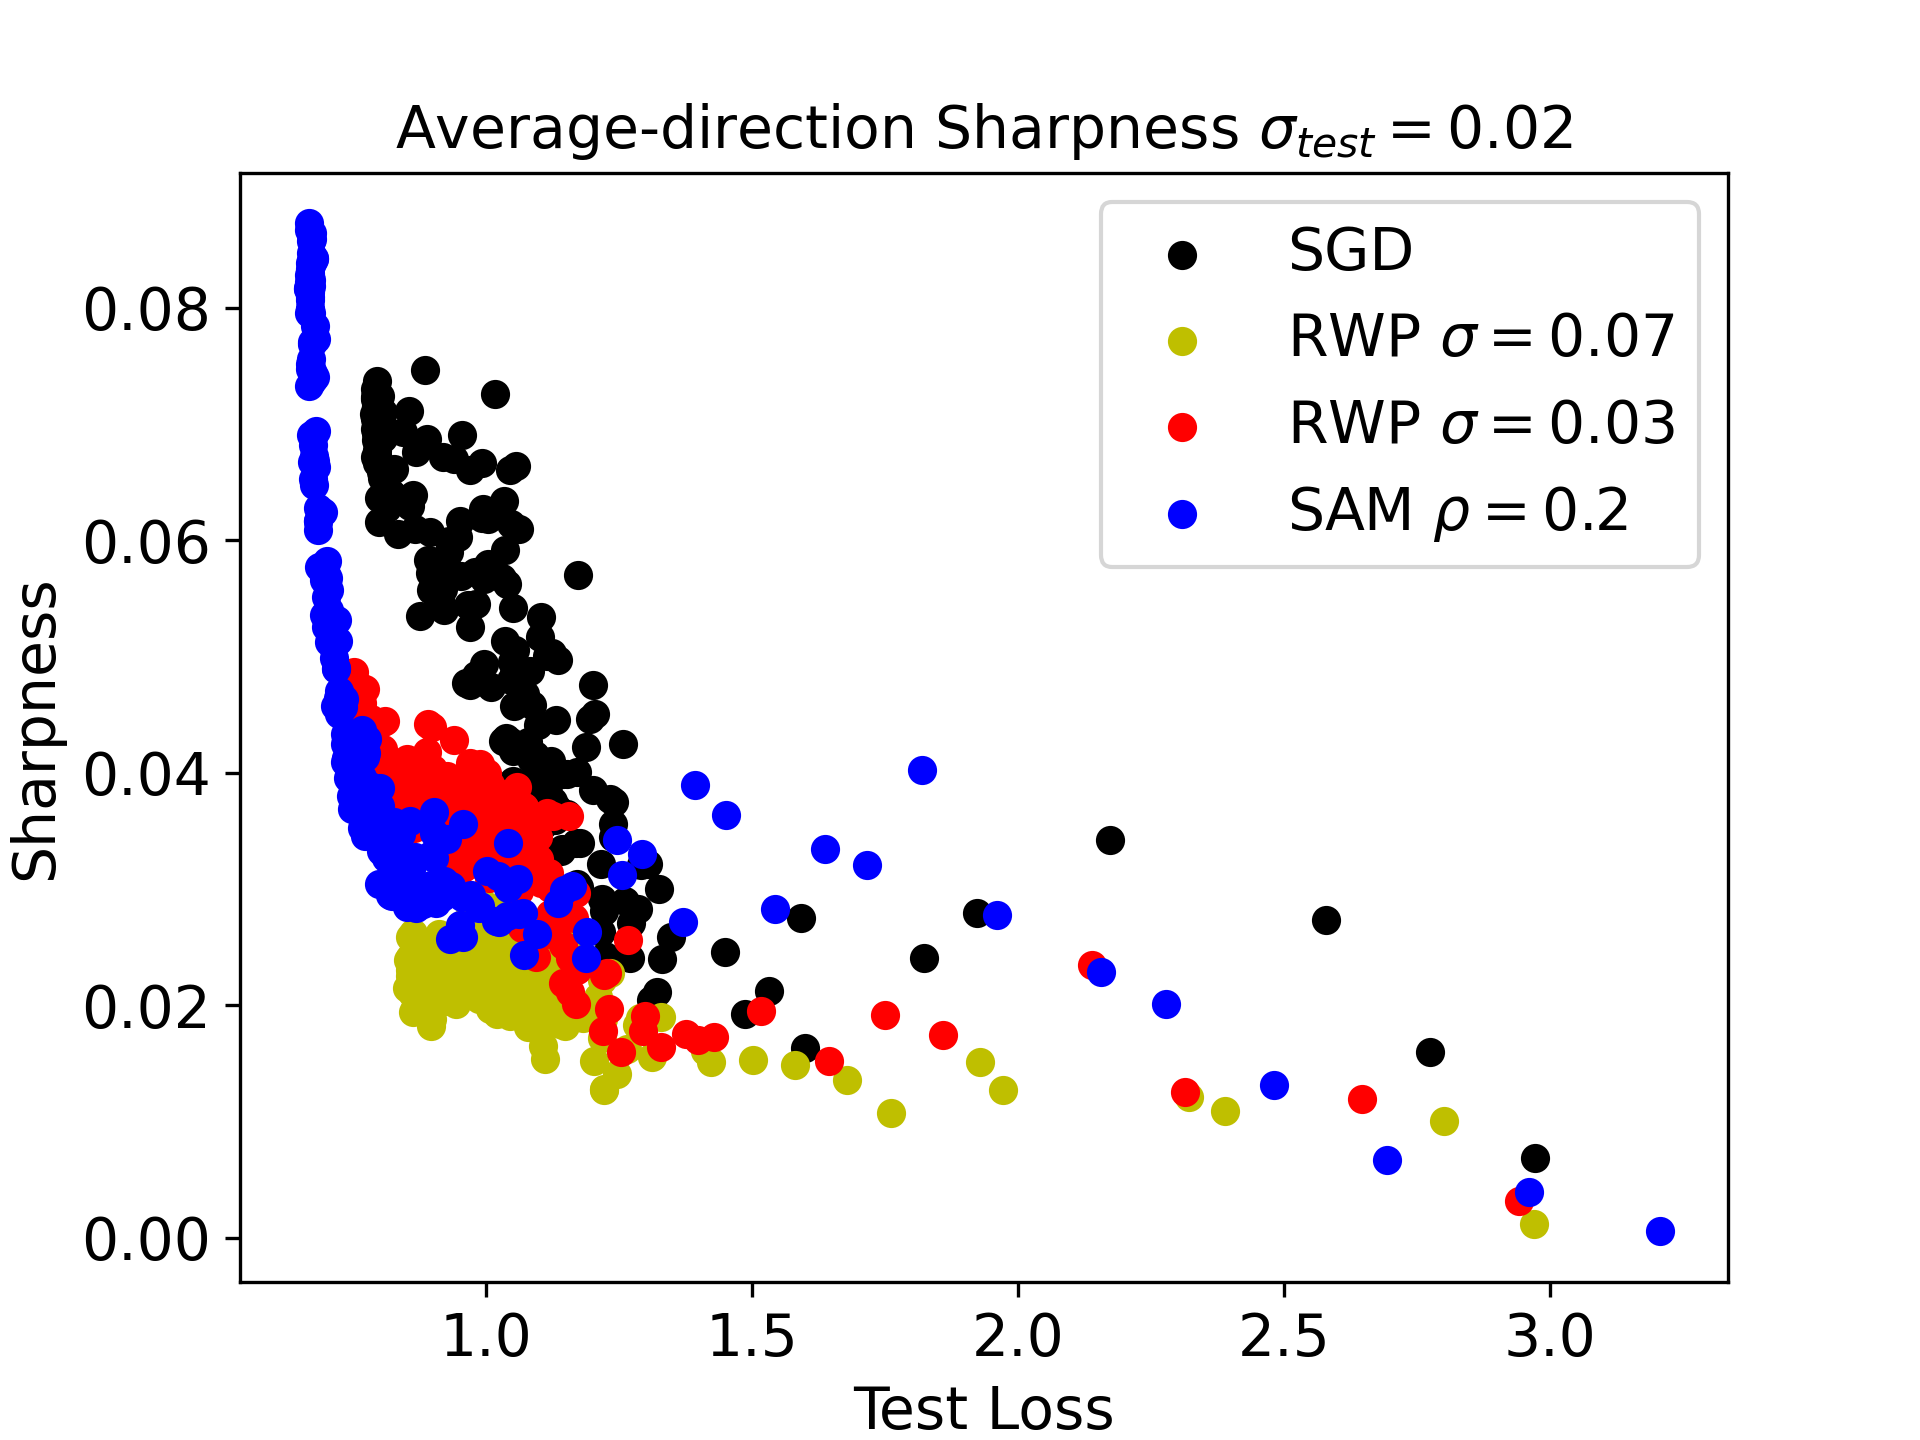 Average-direction Sharpness σ_test = 0.02
SGD
RWP σ = 0.07
RWP σ = 0.03
SAM ρ = 0.2
Sharpness
0.08
0.06
0.04
0.02
0.00
1.0 1.5 2.0 2.5 3.0
Test Loss